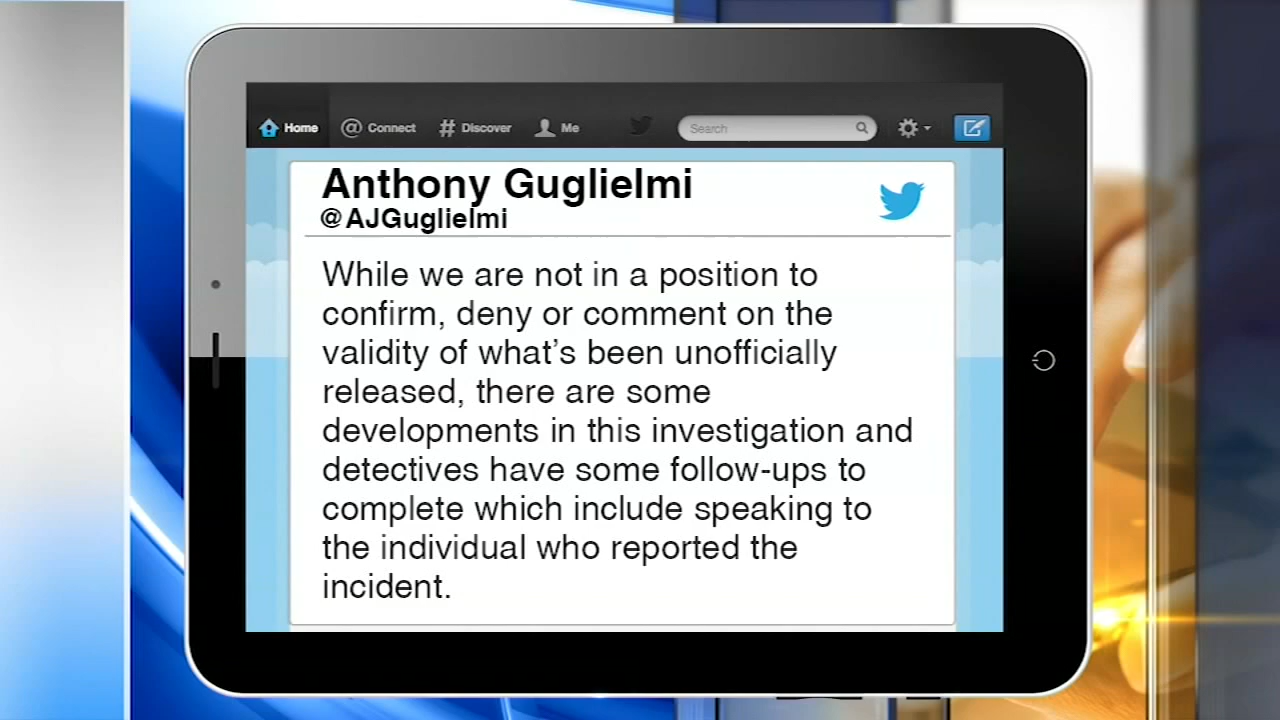 Home @ Connect # Discover Me Search
Anthony Guglielmi
@AJGuglielmi
While we are not in a position to
confirm, deny or comment on the
validity of what’s been unofficially
released, there are some
developments in this investigation and
detectives have some follow-ups to
complete which include speaking to
the individual who reported the
incident.